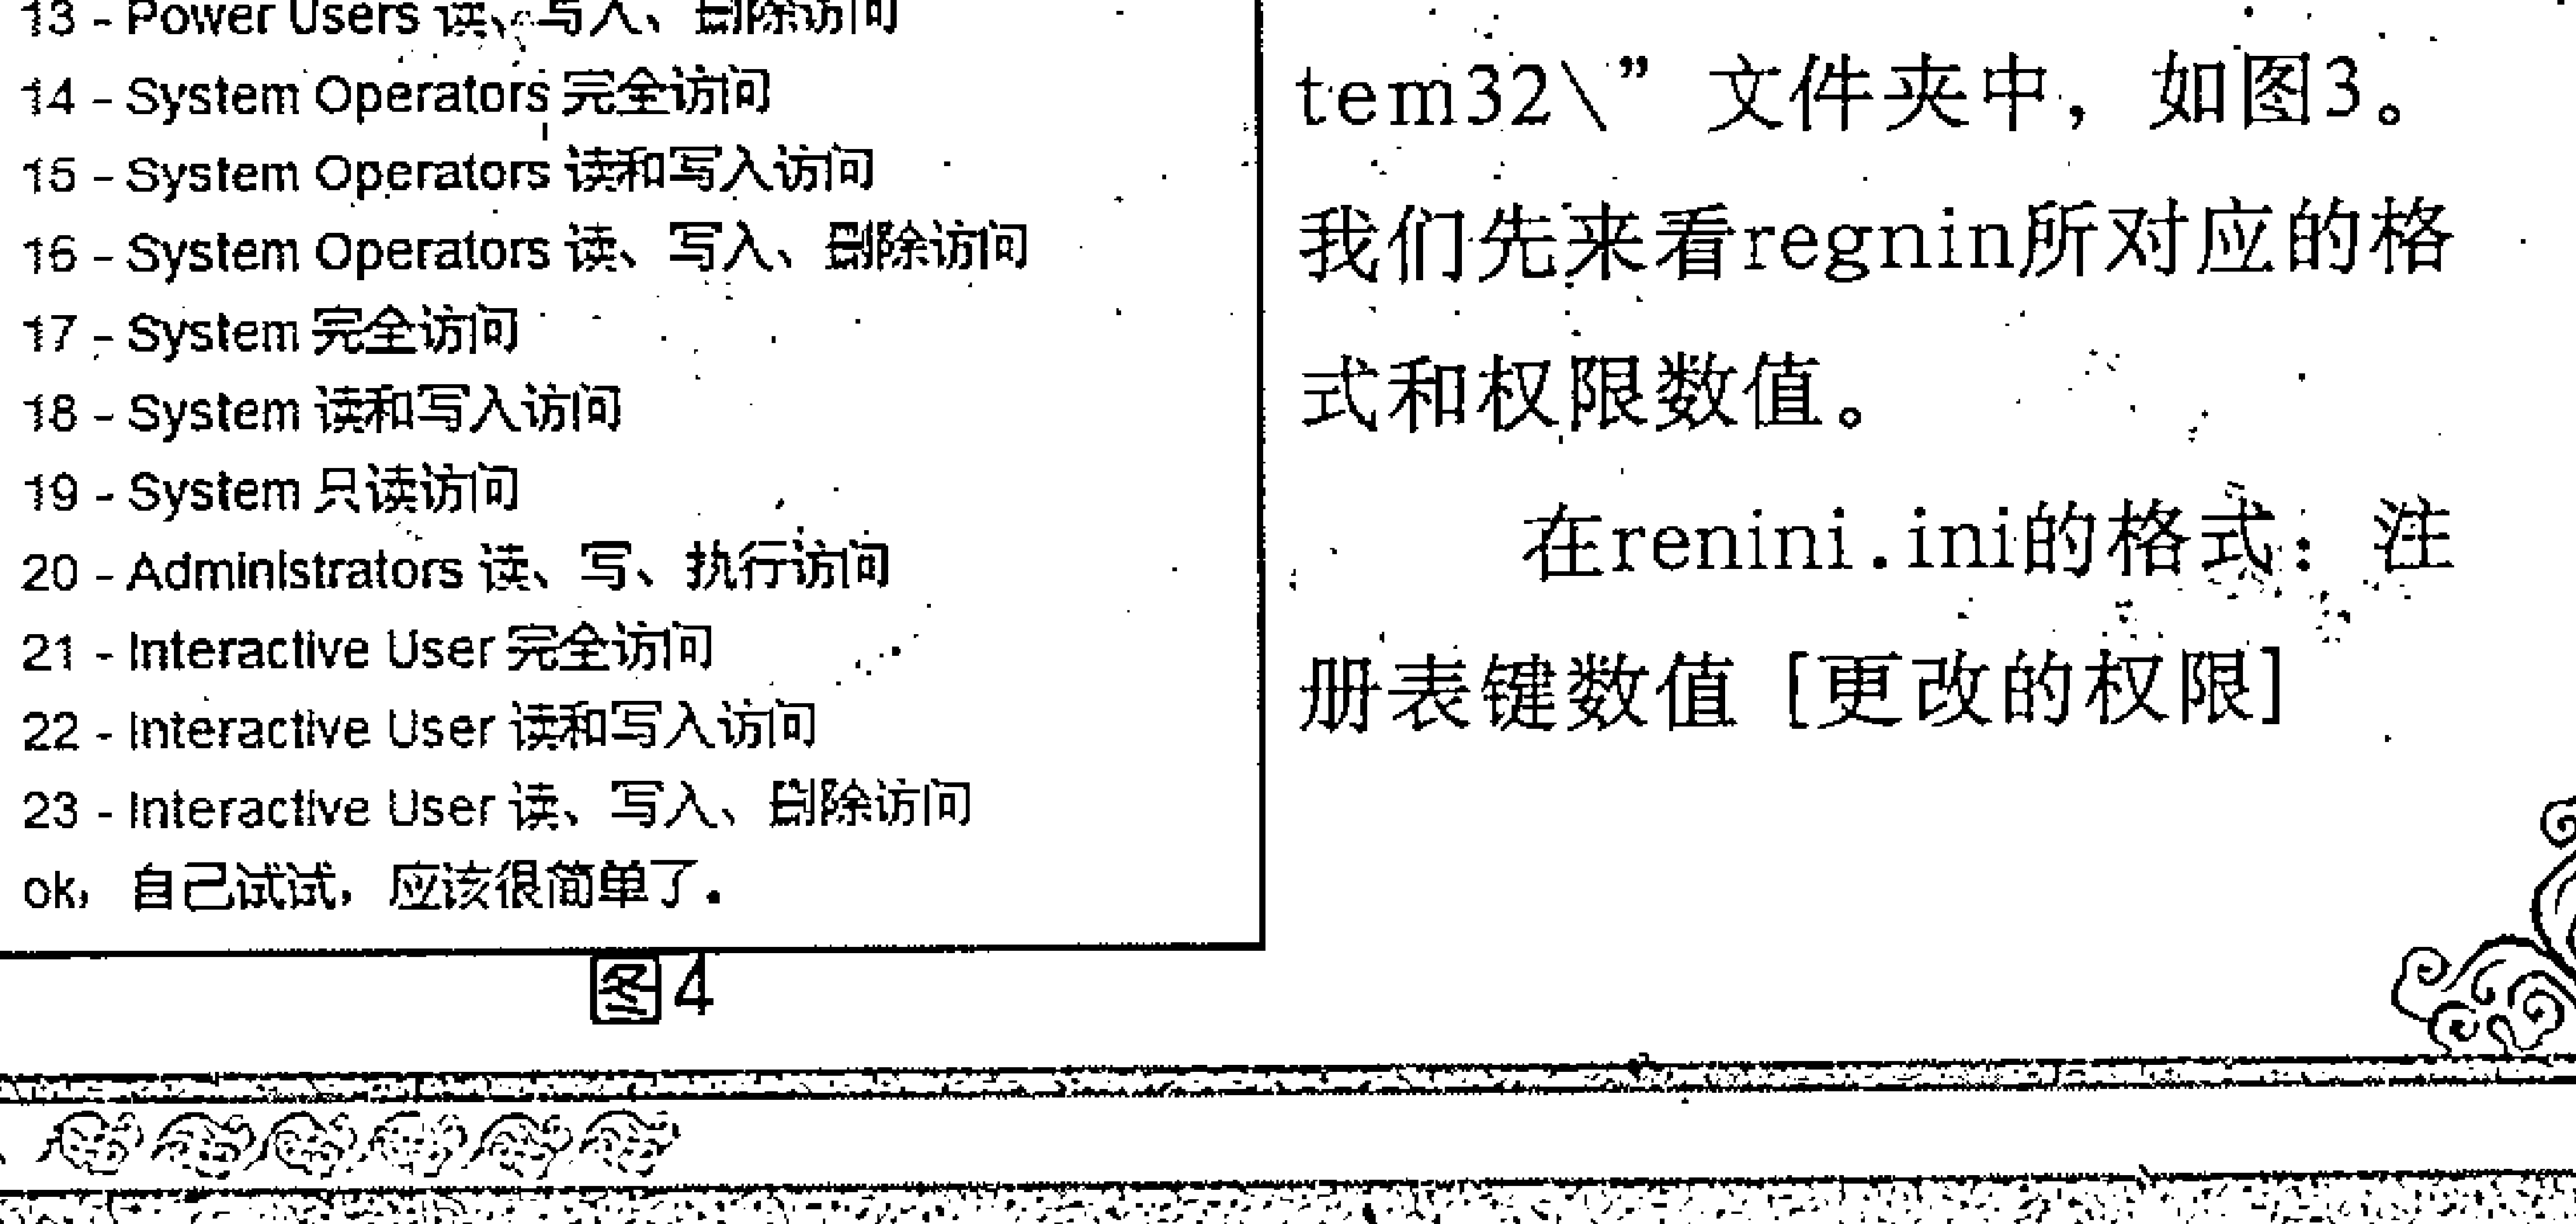 13 - Power Users 读、写入、删除访问
14 - System Operators 完全访问
15 - System Operators 读和写入访问
16 - System Operators 读、写入、删除访问
17 - System 完全访问
18 - System 读和写入访问
19 - System 只读访问
20 - Administrators 读、写、执行访问
21 - Interactive User 完全访问
22 - Interactive User 读和写入访问
23 - Interactive User 读、写入、删除访问
ok，自己试试，应该很简单了.
图4
tem32\” 文件夹中，如图3。
我们先来看regnin所对应的格
式和权限数值。
在renini.ini的格式：注
册表键数值 [更改的权限]